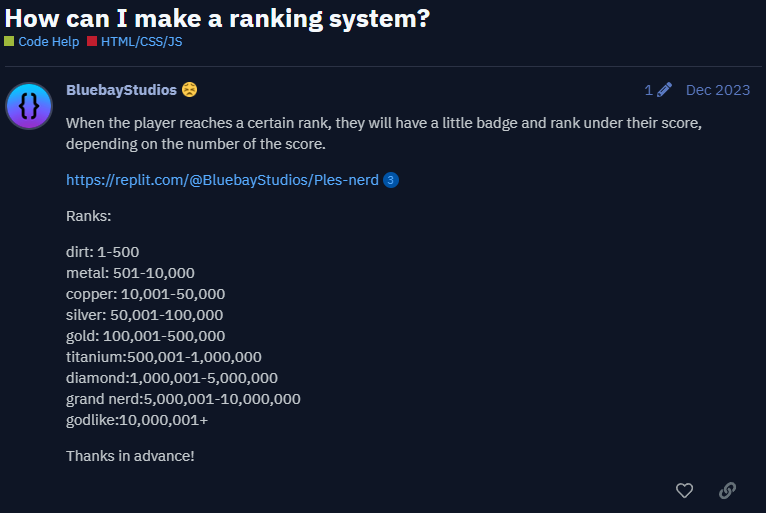 How can I make a ranking system?
Code Help HTML/CSS/JS
{}
BluebayStudios 1 Dec 2023
When the player reaches a certain rank, they will have a little badge and rank under their score,
depending on the number of the score.
https://replit.com/@BluebayStudios/Ples-nerd 3
Ranks:
dirt: 1-500
metal: 501-10,000
copper: 10,001-50,000
silver: 50,001-100,000
gold: 100,001-500,000
titanium:500,001-1,000,000
diamond:1,000,001-5,000,000
grand nerd:5,000,001-10,000,000
godlike:10,000,001+
Thanks in advance!